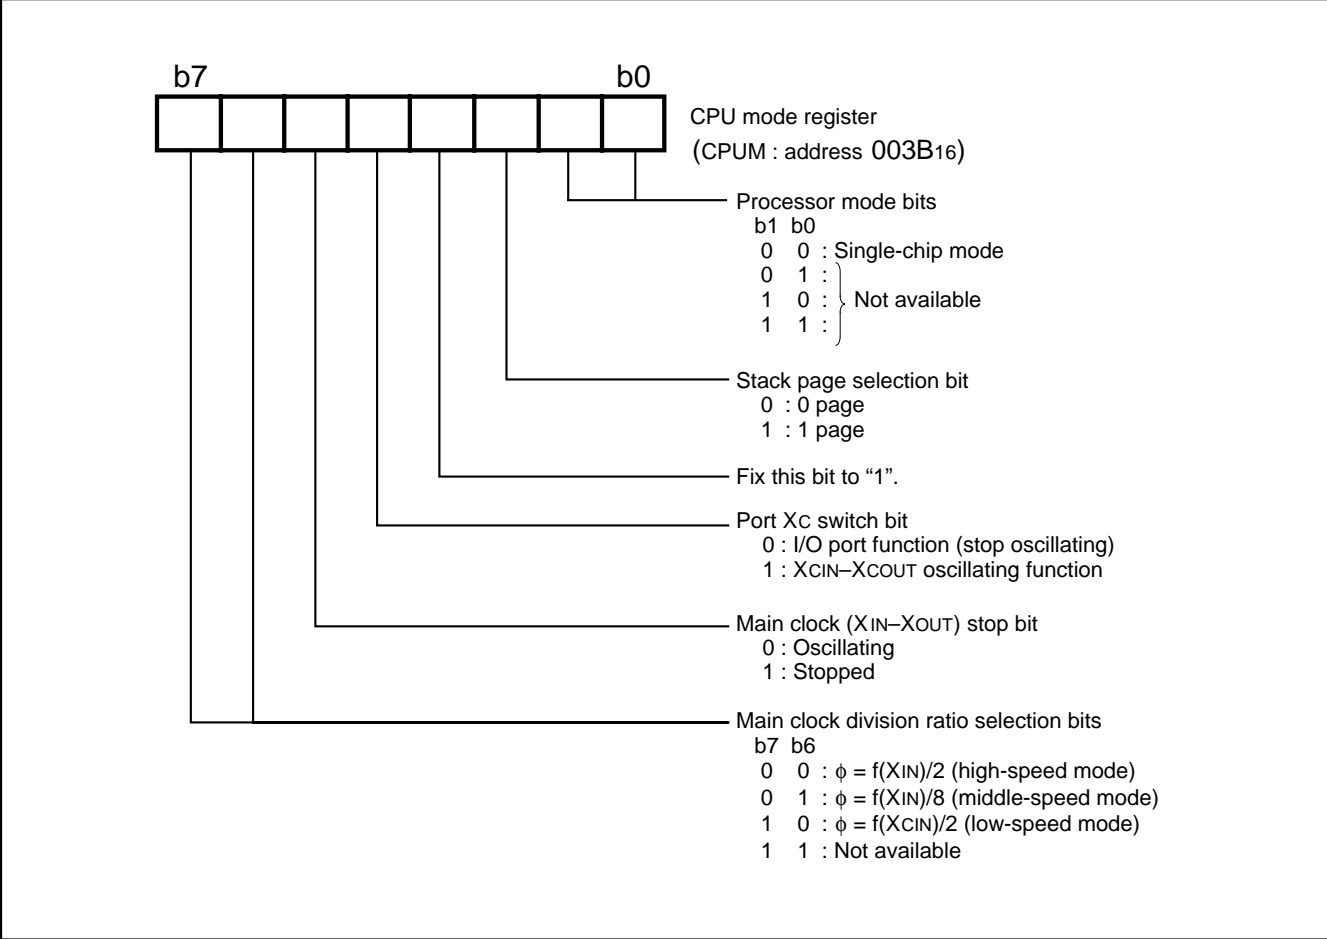 b7 b0
CPU mode register
(CPUM : address 003B16)
Processor mode bits
b1 b0
0 0 : Single-chip mode
0 1 :
1 0 : Not available
1 1 :
Stack page selection bit
0 : 0 page
1 : 1 page
Fix this bit to “1”.
Port XC switch bit
0 : I/O port function (stop oscillating)
1 : XCIN–XCOUT oscillating function
Main clock (XIN–XOUT) stop bit
0 : Oscillating
1 : Stopped
Main clock division ratio selection bits
b7 b6
0 0 : ϕ = f(XIN)/2 (high-speed mode)
0 1 : ϕ = f(XIN)/8 (middle-speed mode)
1 0 : ϕ = f(XCIN)/2 (low-speed mode)
1 1 : Not available